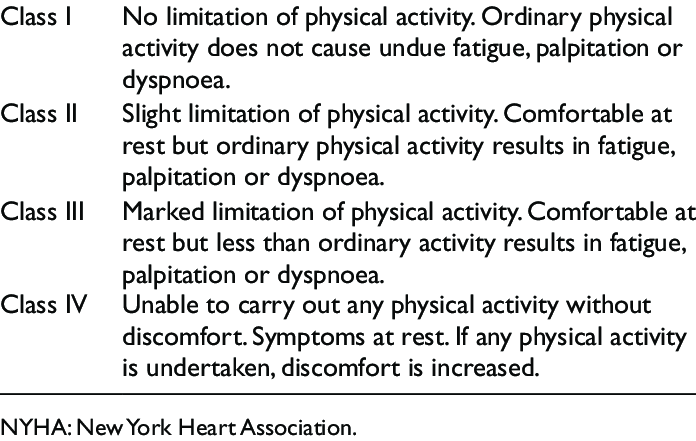 Class I No limitation of physical activity. Ordinary physical
activity does not cause undue fatigue, palpitation or
dyspnoea.
Class II Slight limitation of physical activity. Comfortable at
rest but ordinary physical activity results in fatigue,
palpitation or dyspnoea.
Class III Marked limitation of physical activity. Comfortable at
rest but less than ordinary activity results in fatigue,
palpitation or dyspnoea.
Class IV Unable to carry out any physical activity without
discomfort. Symptoms at rest. If any physical activity
is undertaken, discomfort is increased.
NYHA: New York Heart Association.